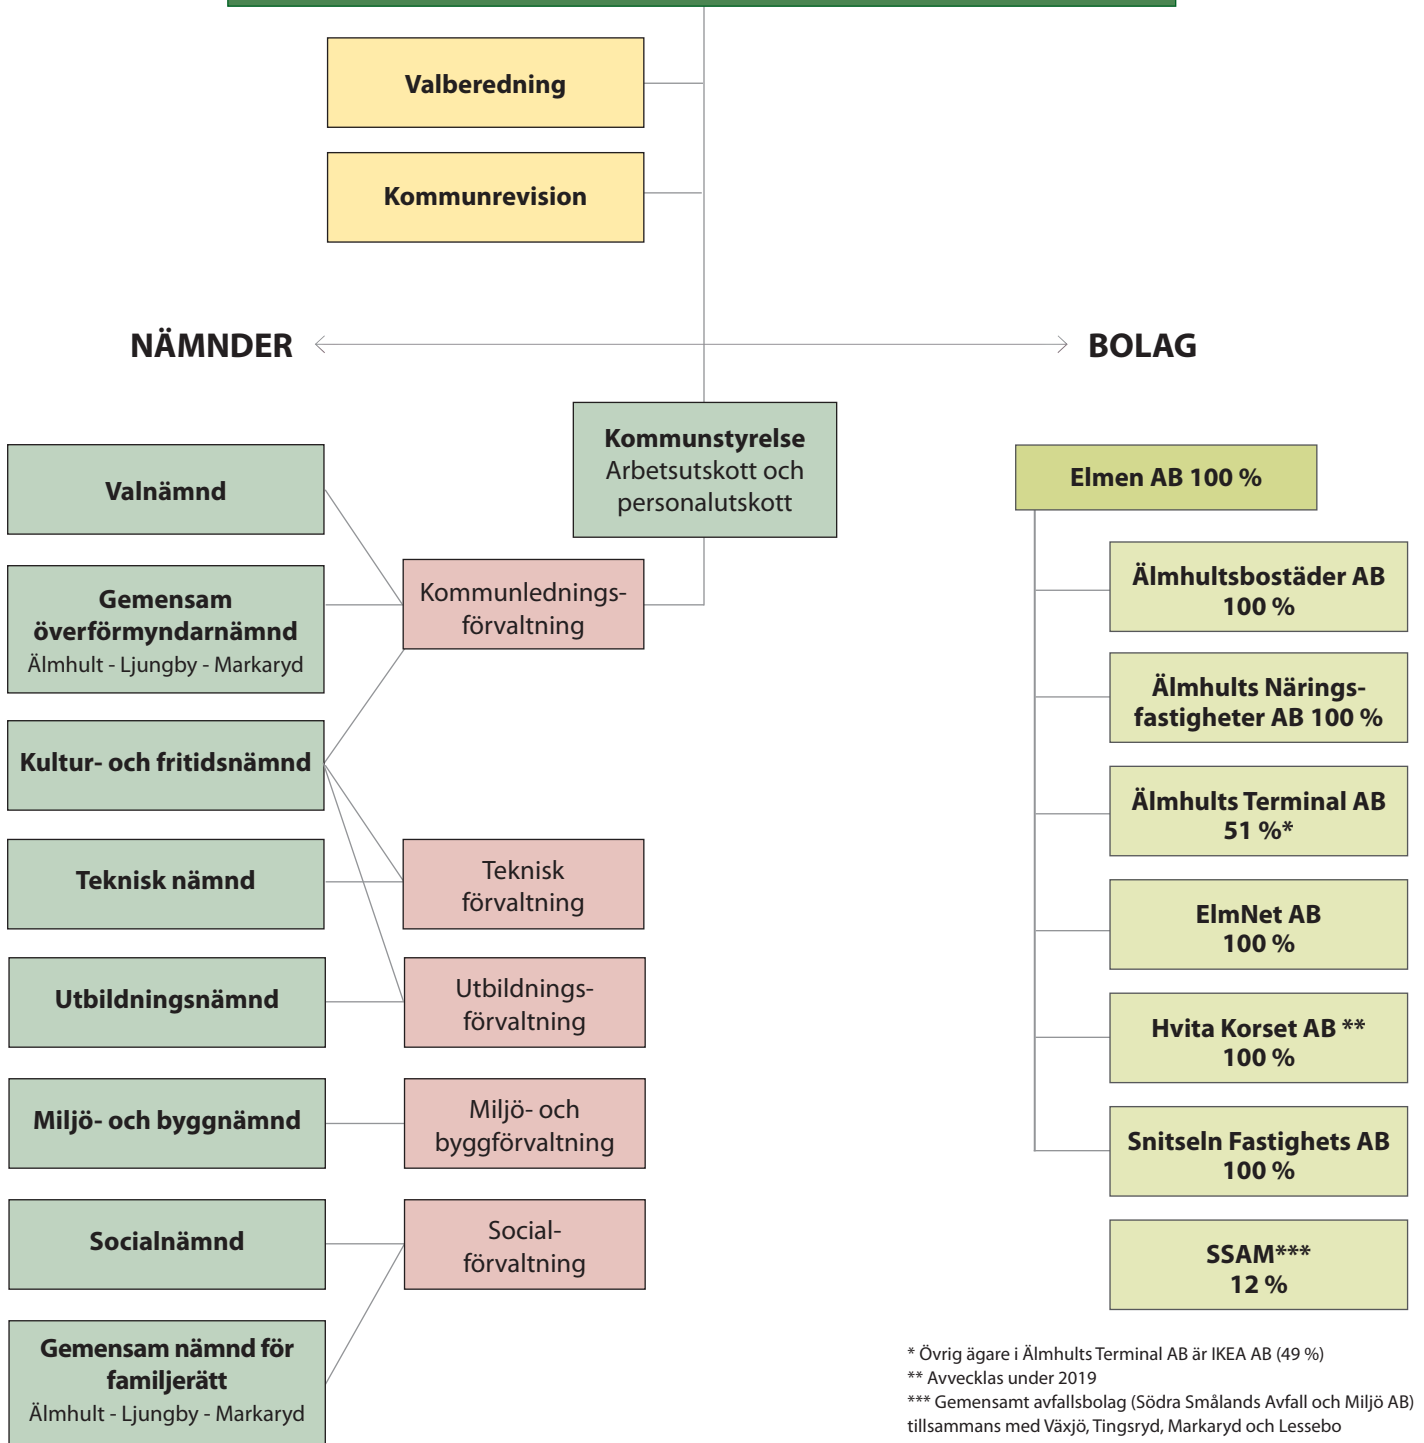 Valberedning
Kommunrevision
NÄMNDER
BOLAG
Kommunstyrelse
Arbetsutskott och
personalutskott
Valnämnd
Gemensam
överförmyndarnämnd
Älmhult - Ljungby - Markaryd
Kultur- och fritidsnämnd
Teknisk nämnd
Utbildningsnämnd
Miljö- och byggnämnd
Socialnämnd
Gemensam nämnd för
familjerätt
Älmhult - Ljungby - Markaryd
Kommunlednings-
förvaltning
Teknisk
förvaltning
Utbildnings-
förvaltning
Miljö- och
byggförvaltning
Social-
förvaltning
Elmen AB 100 %
Älmhultsbostäder AB
100 %
Älmhults Närings-
fastigheter AB 100 %
Älmhults Terminal AB
51 %*
ElmNet AB
100 %
Hvita Korset AB **
100 %
Snitseln Fastighets AB
100 %
SSAM***
12 %
* Övrig ägare i Älmhults Terminal AB är IKEA AB (49 %)
** Avvecklas under 2019
*** Gemensamt avfallsbolag (Södra Smålands Avfall och Miljö AB)
tillsammans med Växjö, Tingsryd, Markaryd och Lessebo